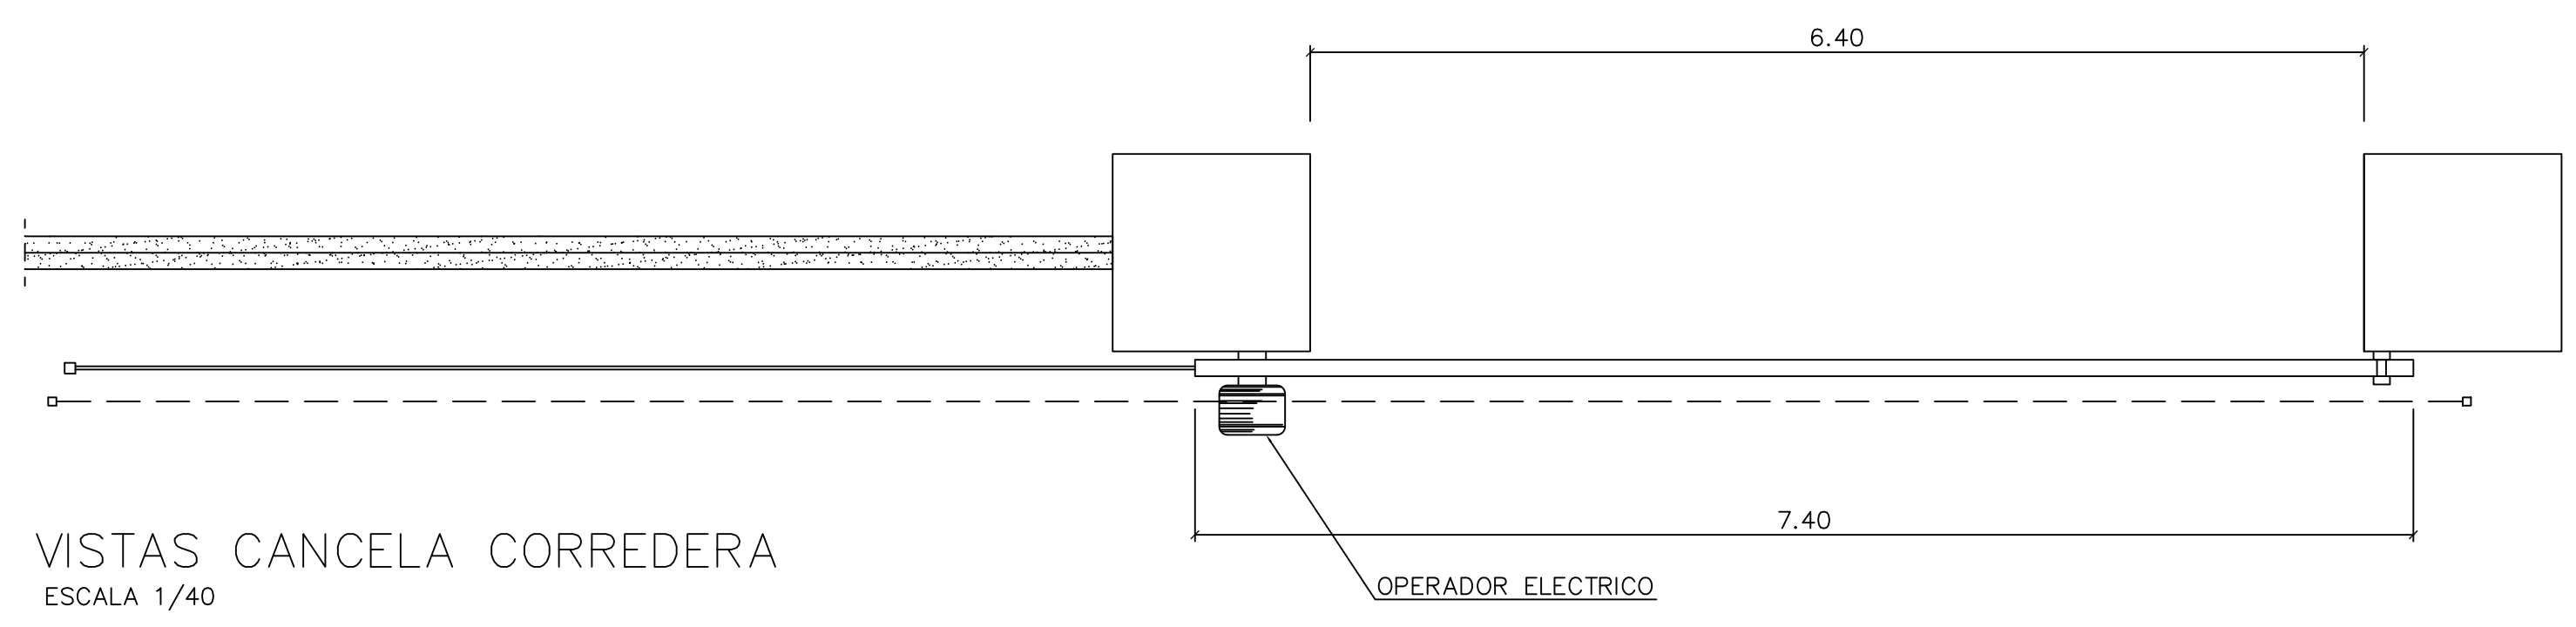 6.40
7.40
VISTAS CANCELA CORREDERA
ESCALA 1/40
OPERADOR ELECTRICO